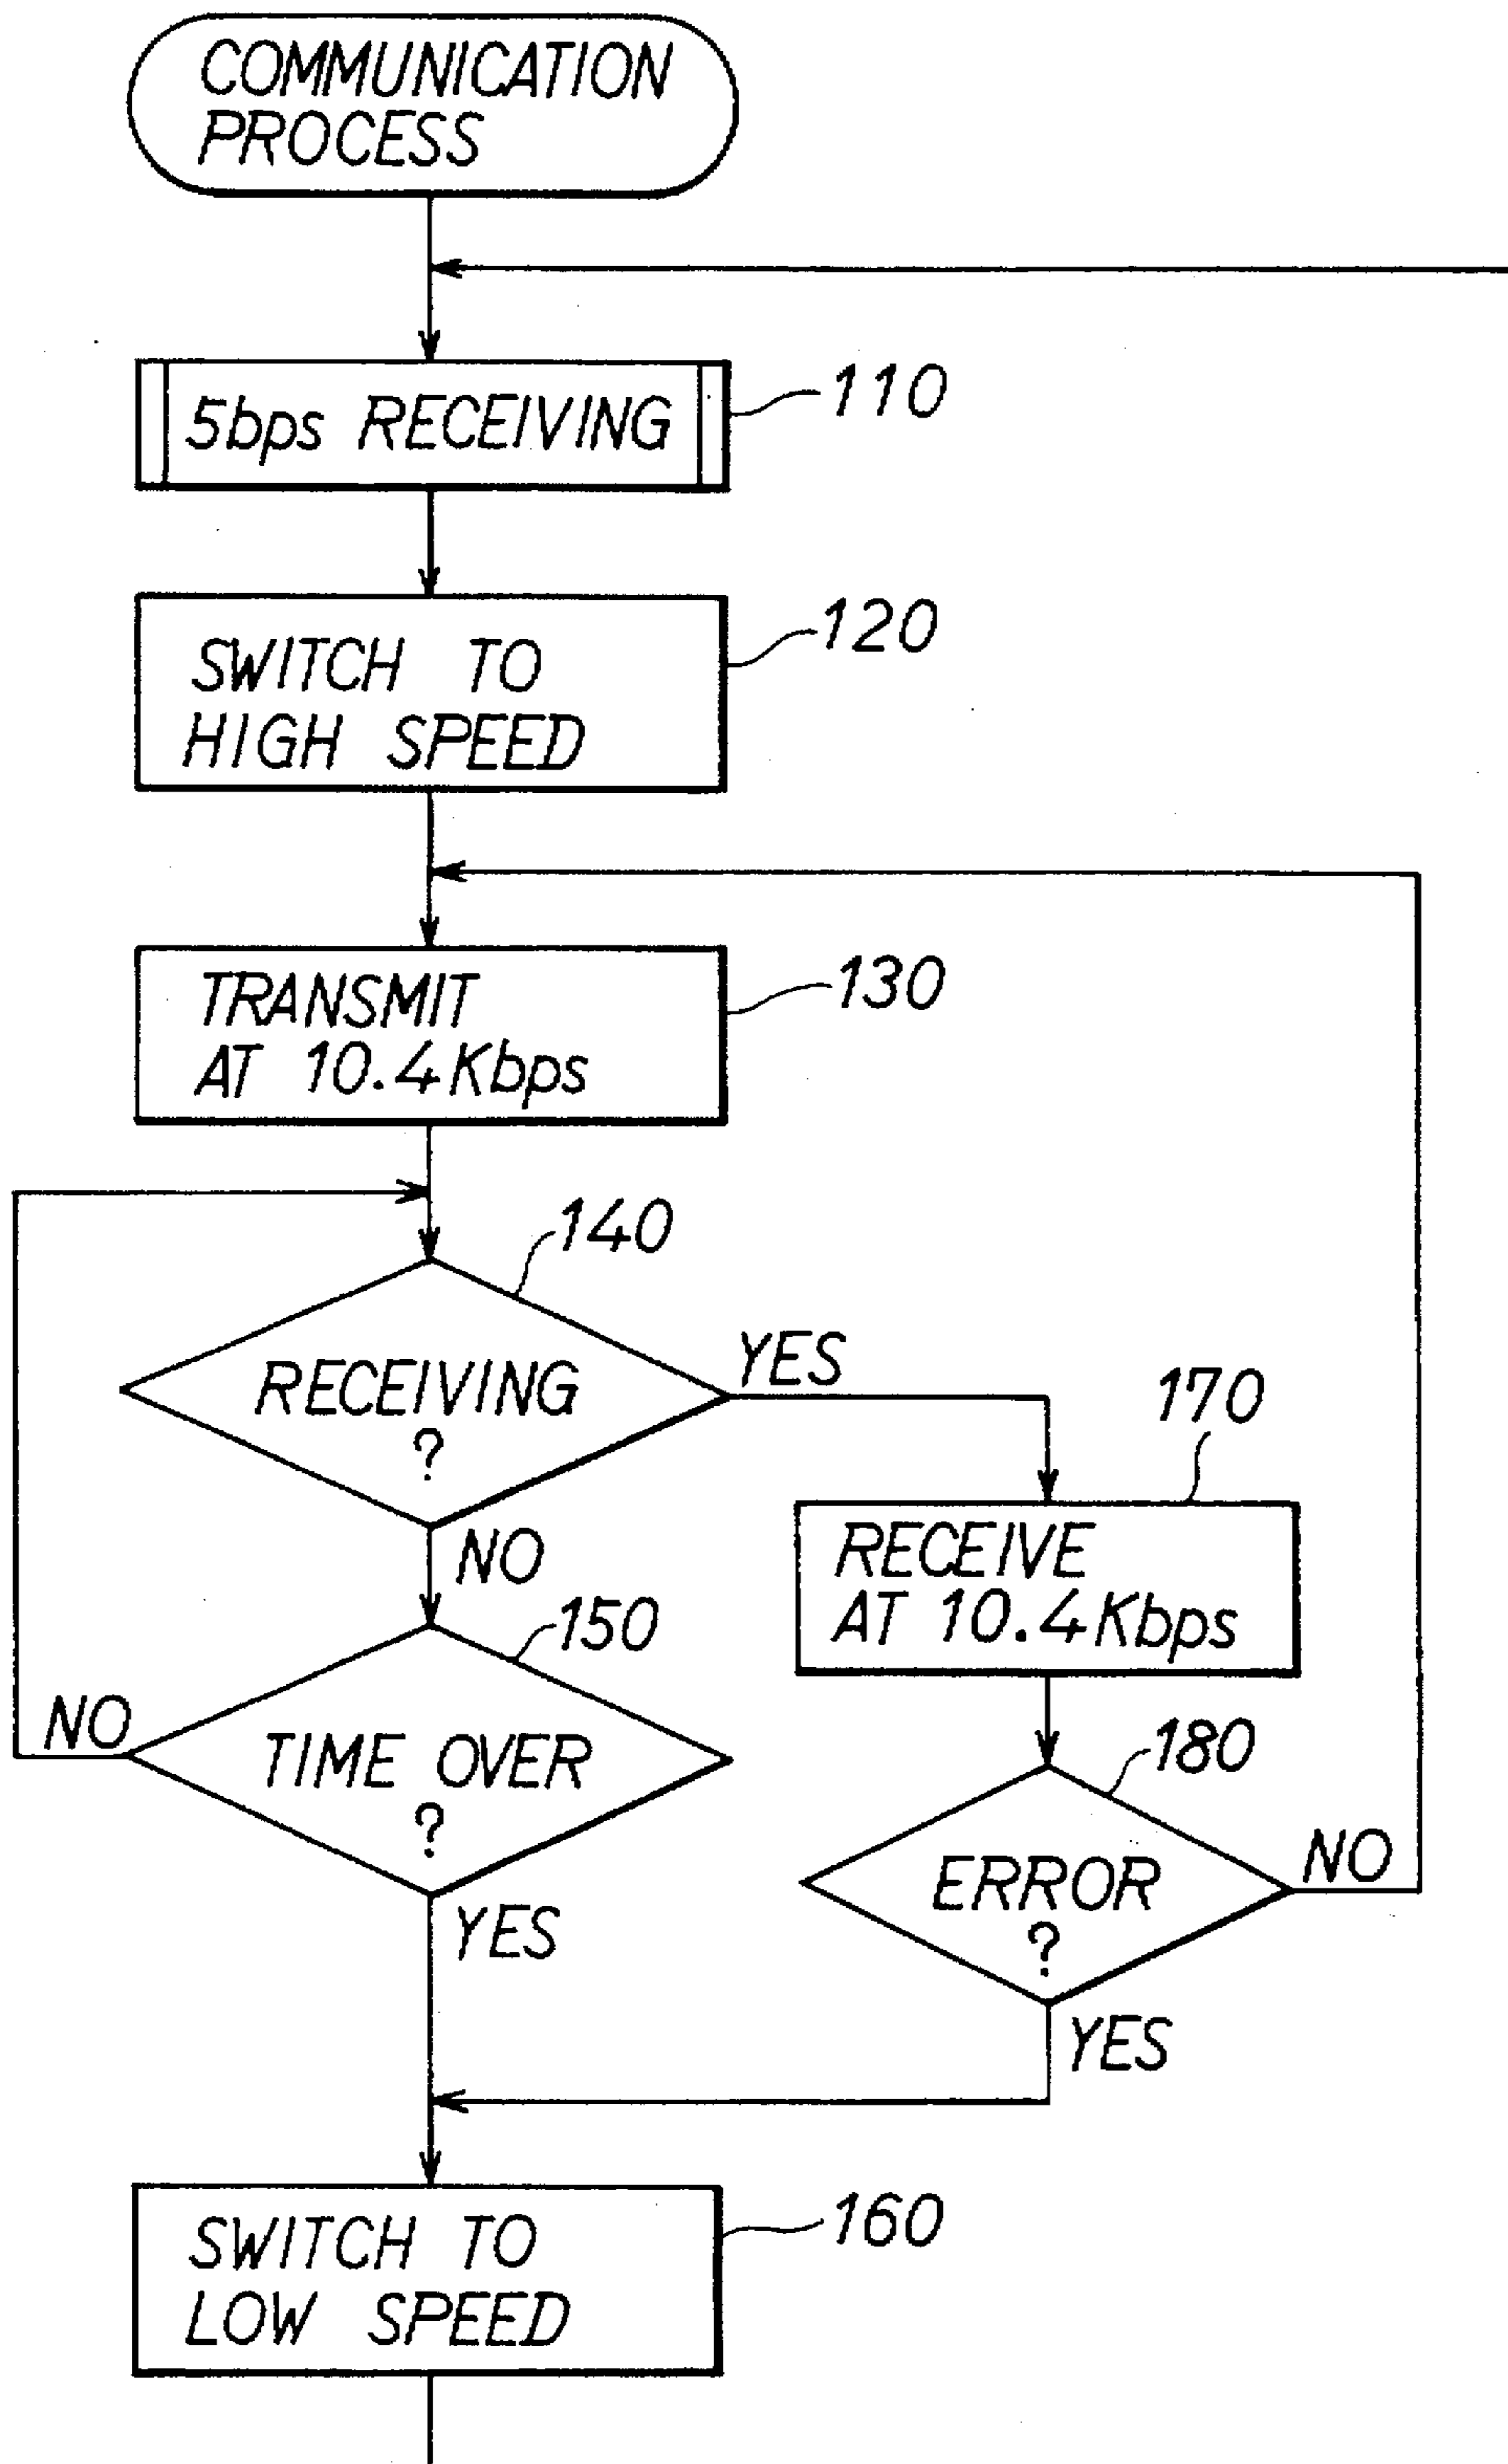 COMMUNICATION
PROCESS
5bps RECEIVING
110
SWITCH TO
HIGH SPEED
120
TRANSMIT
AT 10.4Kbps
130
140
RECEIVING
?
YES
NO
170
RECEIVE
AT 10.4Kbps
150
TIME OVER
?
NO
YES
180
ERROR
?
NO
YES
SWITCH TO
LOW SPEED
160